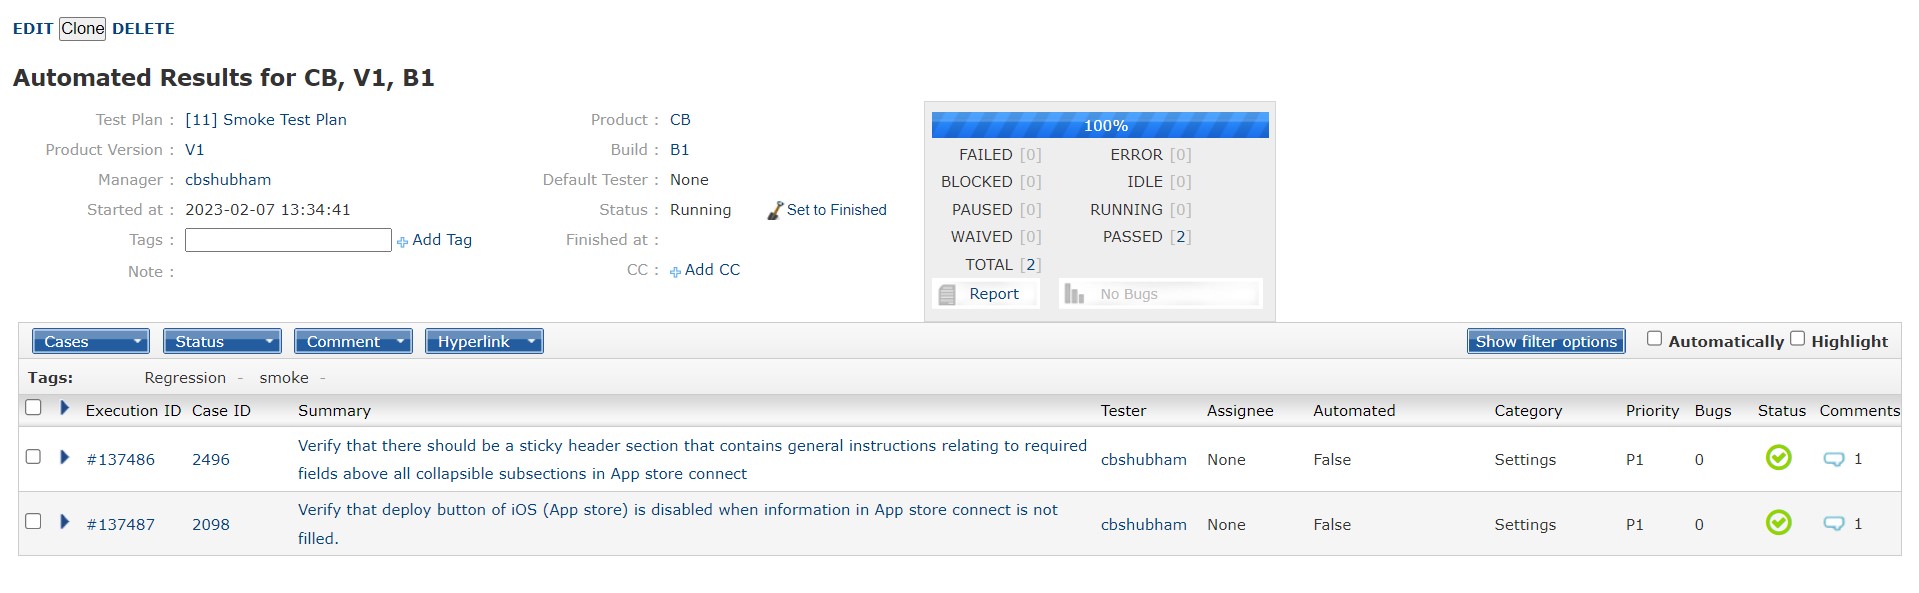 EDIT Clone DELETE
Automated Results for CB, V1, B1
Test Plan : [11] Smoke Test Plan
Product : CB
Product Version : V1
Build : B1
Manager : cbshubham
Default Tester : None
Started at : 2023-02-07 13:34:41
Status : Running Set to Finished
Tags : Add Tag
Finished at :
Note :
CC : Add CC
100%
FAILED [0] ERROR [0]
BLOCKED [0] IDLE [0]
PAUSED [0] RUNNING [0]
WAIVED [0] PASSED [2]
TOTAL [2]
Report No Bugs
Cases Status Comment Hyperlink Show filter options Automatically Highlight
Tags: Regression - smoke -
Execution ID Case ID Summary Tester Assignee Automated Category Priority Bugs Status Comments
#137486 2496 Verify that there should be a sticky header section that contains general instructions relating to required
fields above all collapsible subsections in App store connect
cbshubham None False Settings P1 0 1
#137487 2098 Verify that deploy button of iOS (App store) is disabled when information in App store connect is not
filled.
cbshubham None False Settings P1 0 1